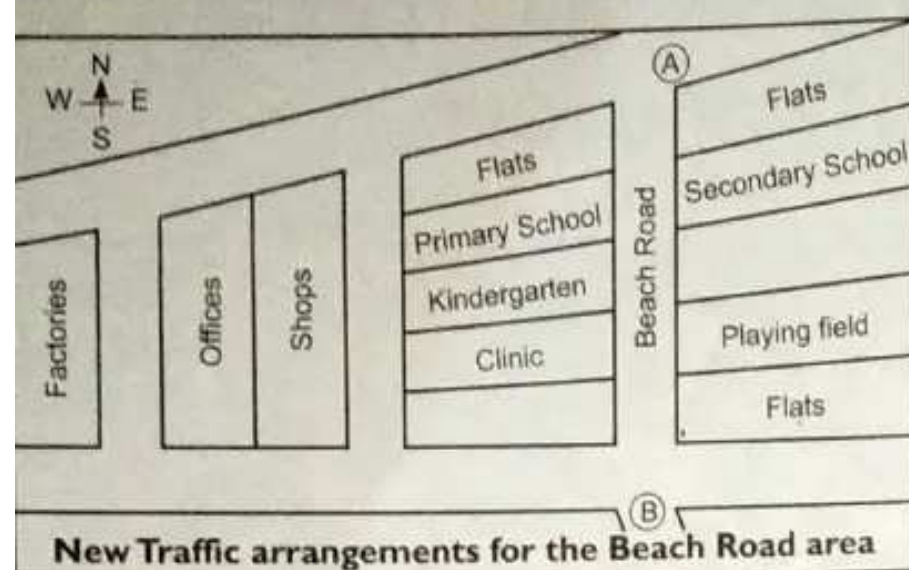 N
W E
S
A
Flats
Flats
Secondary School
Primary School
Kindergarten
Clinic
Beach Road
Playing field
Flats
Factories
Offices
Shops
B
New Traffic arrangements for the Beach Road area